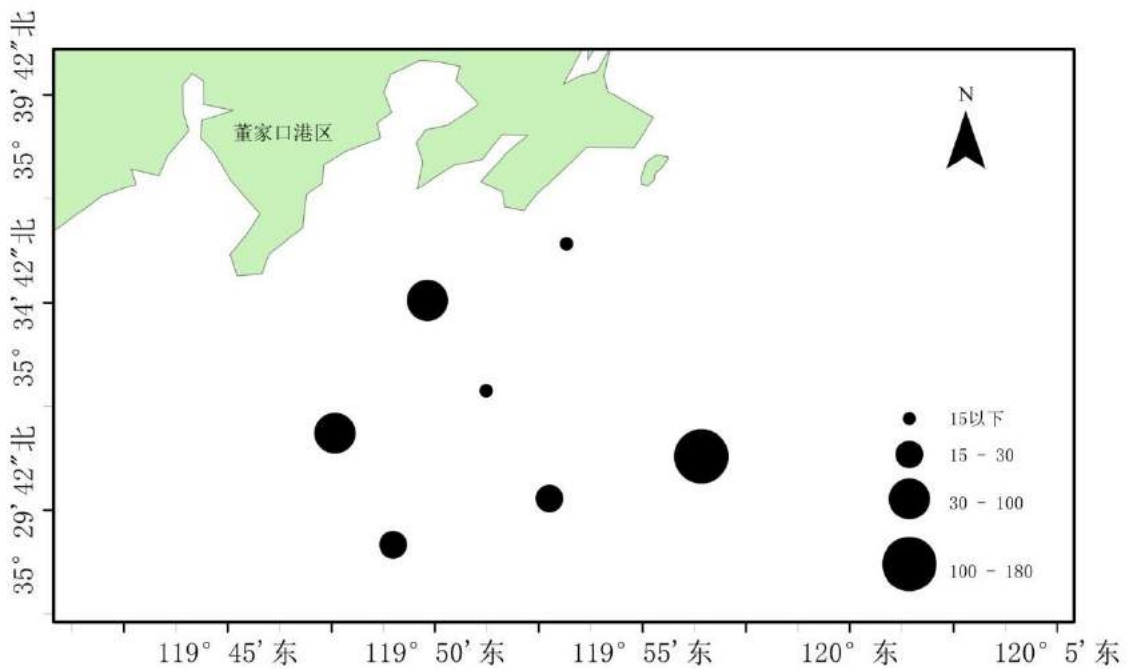 35° 39' 42"北
35° 34' 42"北
35° 29' 42"北
董家口港区
N
15以下
15 - 30
30 - 100
100 - 180
119° 45'东
119° 50'东
119° 55'东
120° 东
120° 5'东